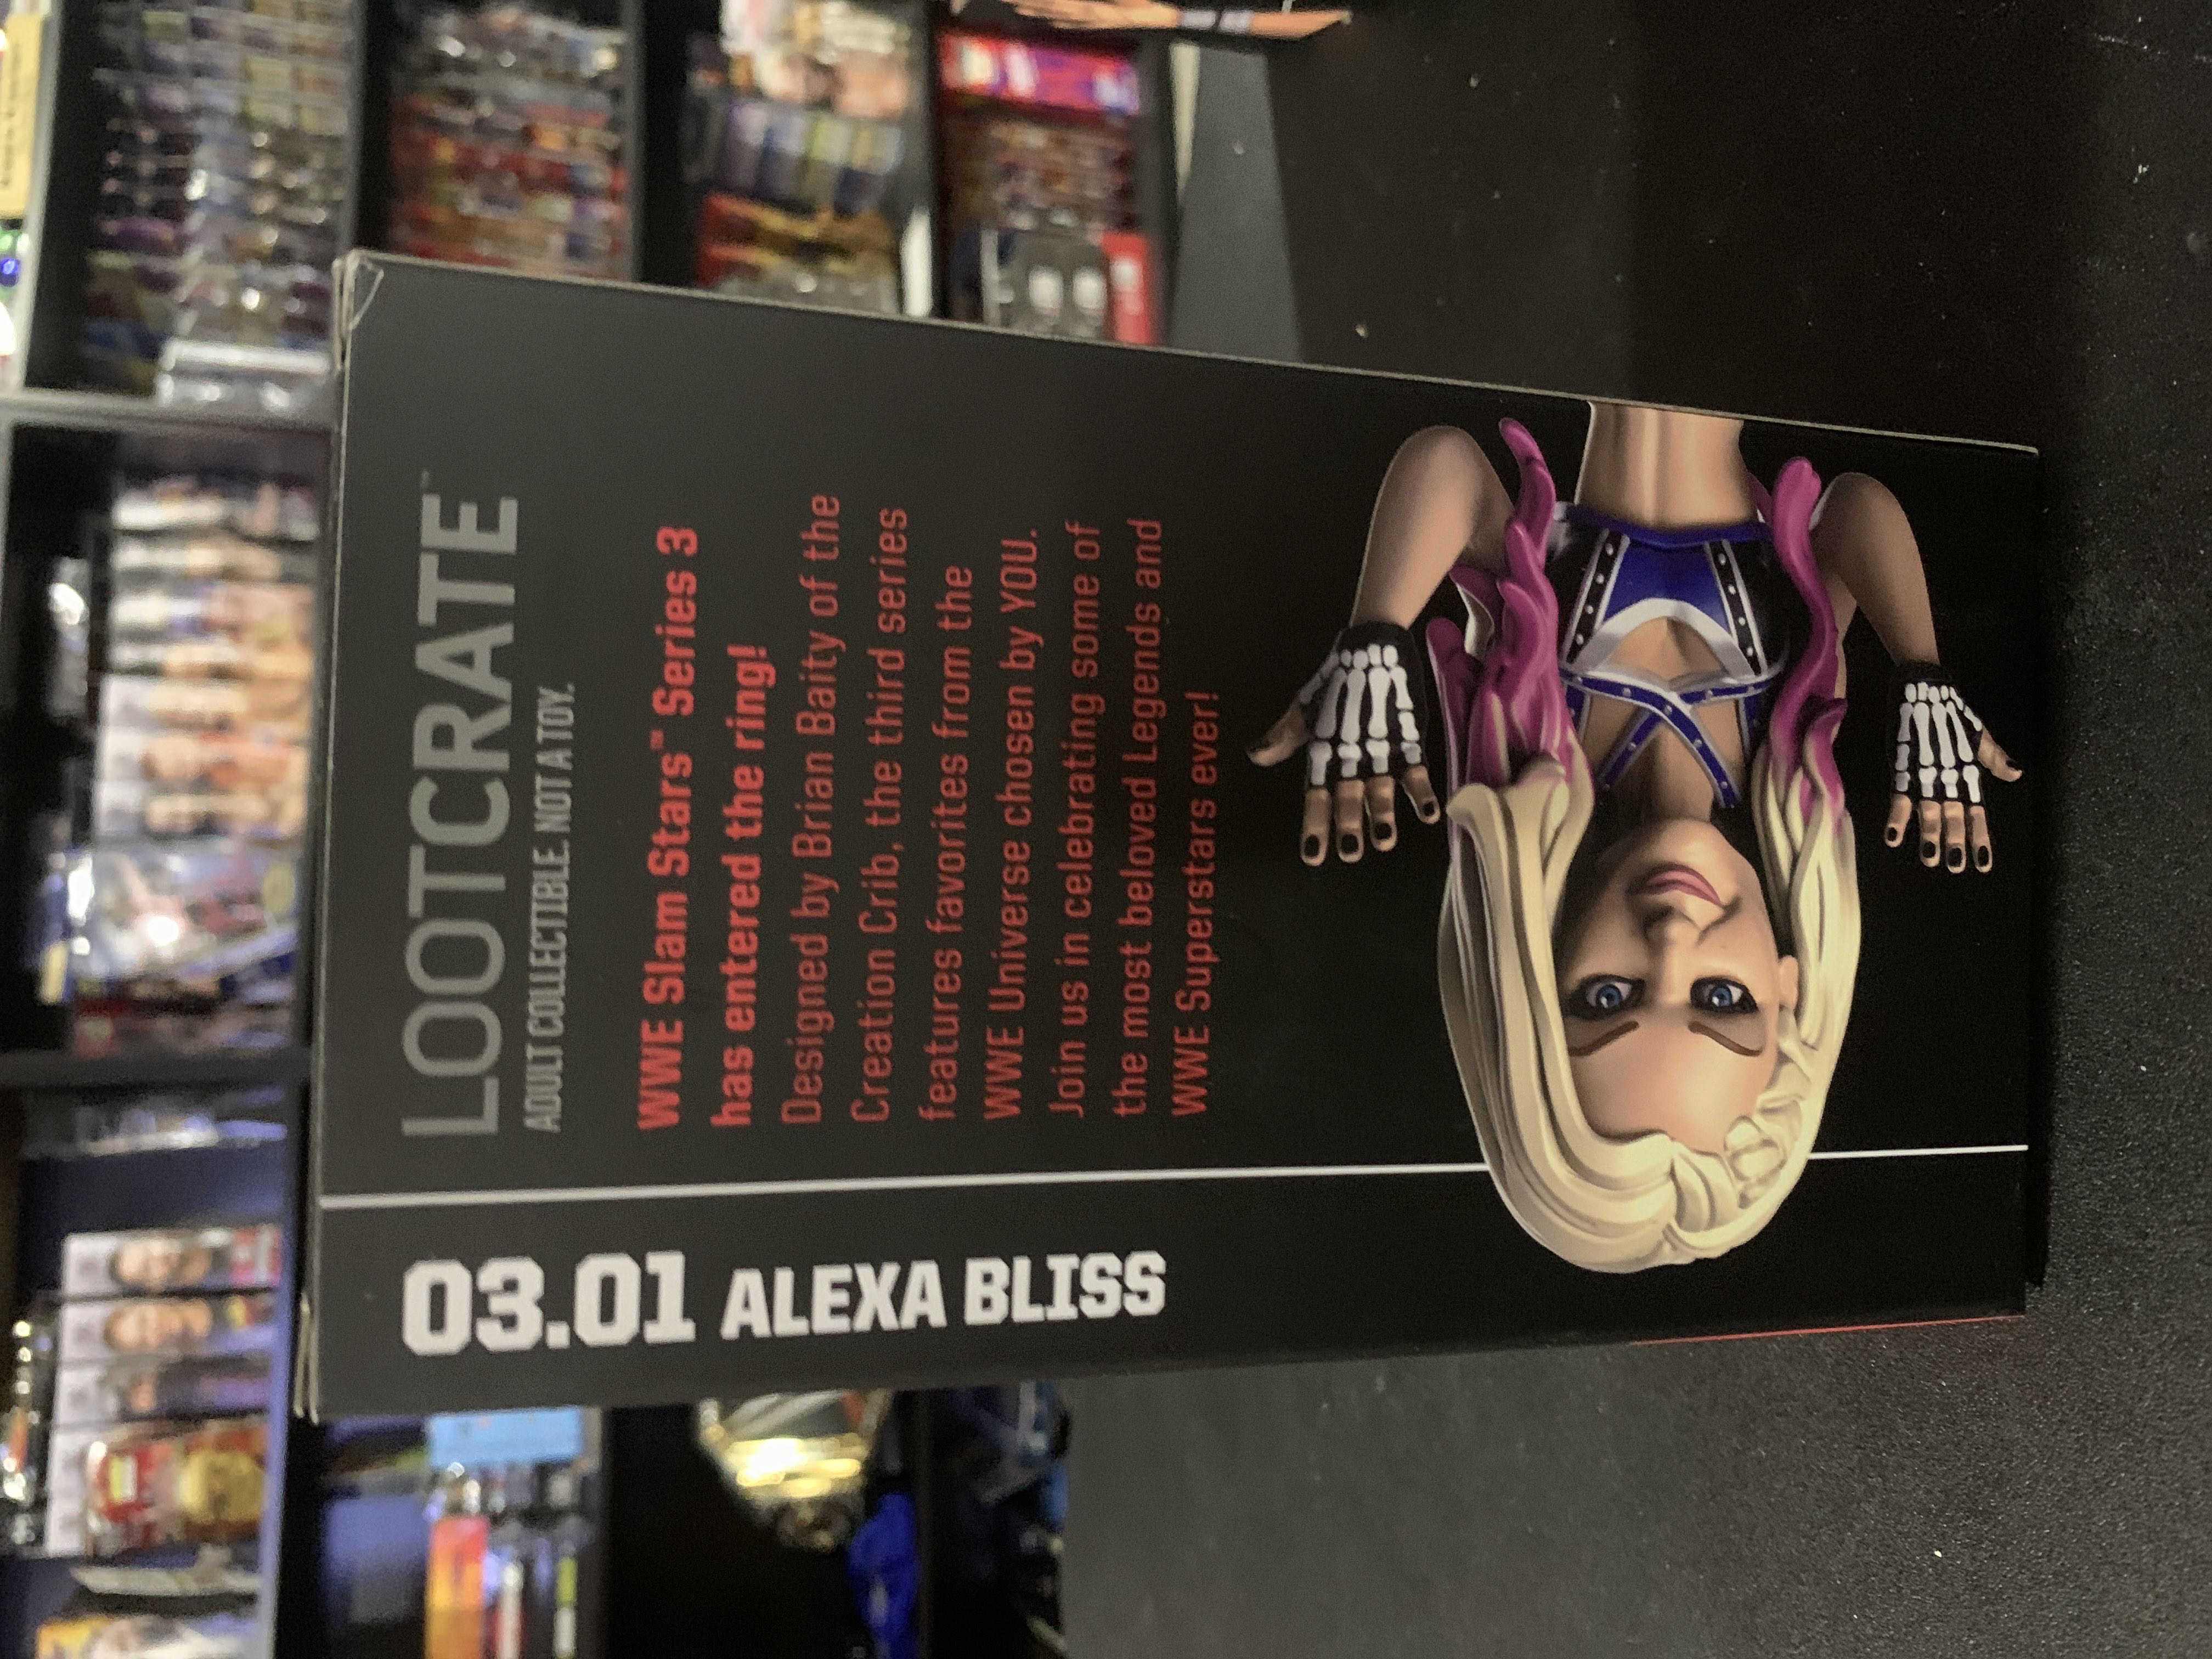 LOOTCRATE™
ADULT COLLECTIBLE. NOT A TOY.
WWE Slam Stars™ Series 3
has entered the ring!
Designed by Brian Baity of the
Creation Crib, the third series
features favorites from the
WWE Universe chosen by YOU.
Join us in celebrating some of
the most beloved Legends and
WWE Superstars ever!
03.01 ALEXA BLISS